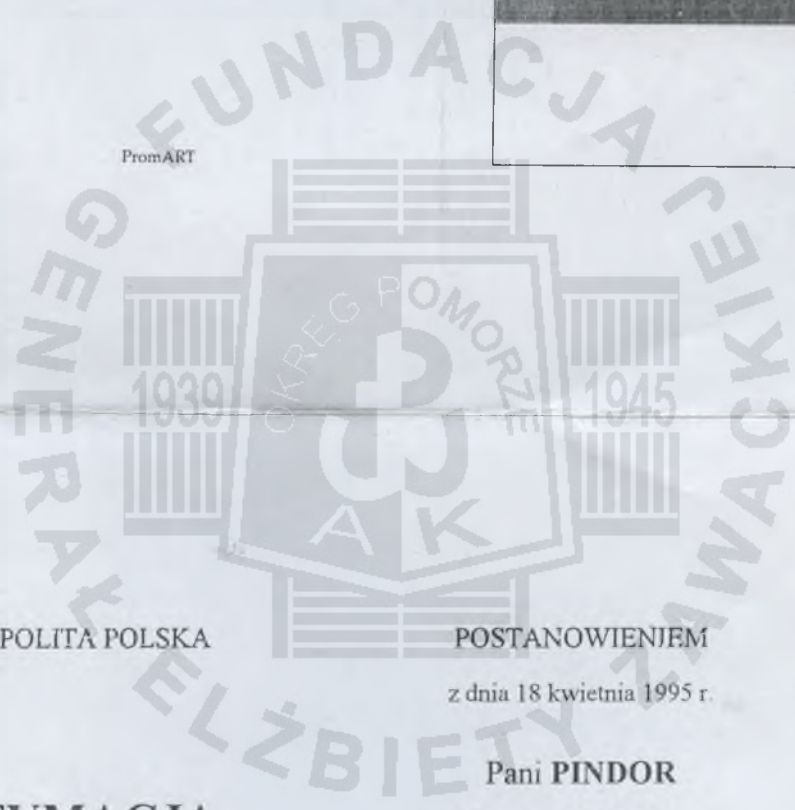 FUNDACJA
GENERAŁ ELŻBIETY ZAWACKIEJ
PromART
OKRĘG POMORZE
1939
1945
AK
POLITA POLSKA
POSTANOWIENIEM
z dnia 18 kwietnia 1995 r.
Pani PINDOR